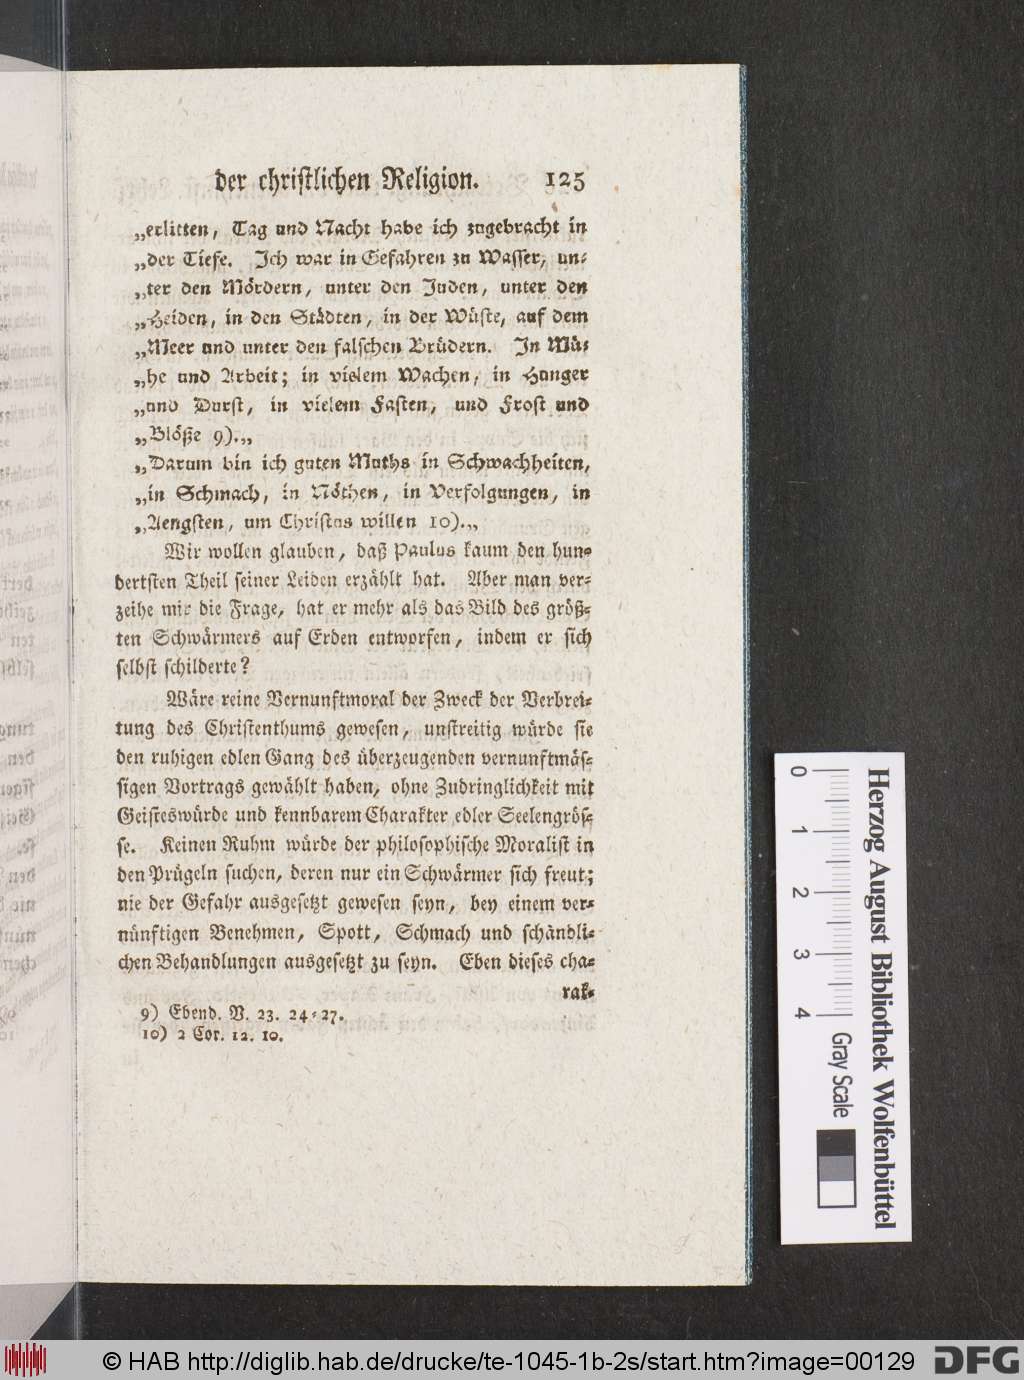 der christlichen Religion. 125
„erlitten, Tag und Nacht habe ich zugebracht in
„der Tiefe. Ich war in Gefahren zu Wasser, un⸗
„ter den Mördern, unter den Juden, unter den
„Heiden, in den Städten, in der Wüste, auf dem
„Meer und unter den falschen Brüdern. In Mü⸗
„he und Arbeit; in vielem Wachen, in Hunger
„und Durst, in vielem Fasten, und Frost und
„Blöße 9).„
„Darum bin ich guten Muths in Schwachheiten,
„in Schmach, in Nöthen, in Verfolgungen, in
„Aengsten, um Christus willen 10).„
Wir wollen glauben, daß Paulus kaum den hun⸗
dertsten Theil seiner Leiden erzählt hat. Aber man ver⸗
zeihe mir die Frage, hat er mehr als das Bild des größ⸗
ten Schwärmers auf Erden entworfen, indem er sich
selbst schilderte?
Wäre reine Vernunftmoral der Zweck der Verbrei⸗
tung des Christenthums gewesen, unstreitig würde sie
den ruhigen edlen Gang des überzeugenden vernunftmäs⸗
sigen Vortrags gewählt haben, ohne Zudringlichkeit mit
Geisteswürde und kennbarem Charakter edler Seelengrös⸗
se. Keinen Ruhm würde der philosophische Moralist in
den Prügeln suchen, deren nur ein Schwärmer sich freut;
nie der Gefahr ausgesetzt gewesen seyn, bey einem ver⸗
nünftigen Benehmen, Spott, Schmach und schändli⸗
chen Behandlungen ausgesetzt zu seyn. Eben dieses cha⸗
rak⸗
9) Ebend. V. 23. 24⸗27.
10) 2 Cor. 12. 10.
0 1 2 3 4 Gray Scale
Herzog August Bibliothek Wolfenbüttel
© HAB http://diglib.hab.de/drucke/te-1045-1b-2s/start.htm?image=00129 DFG